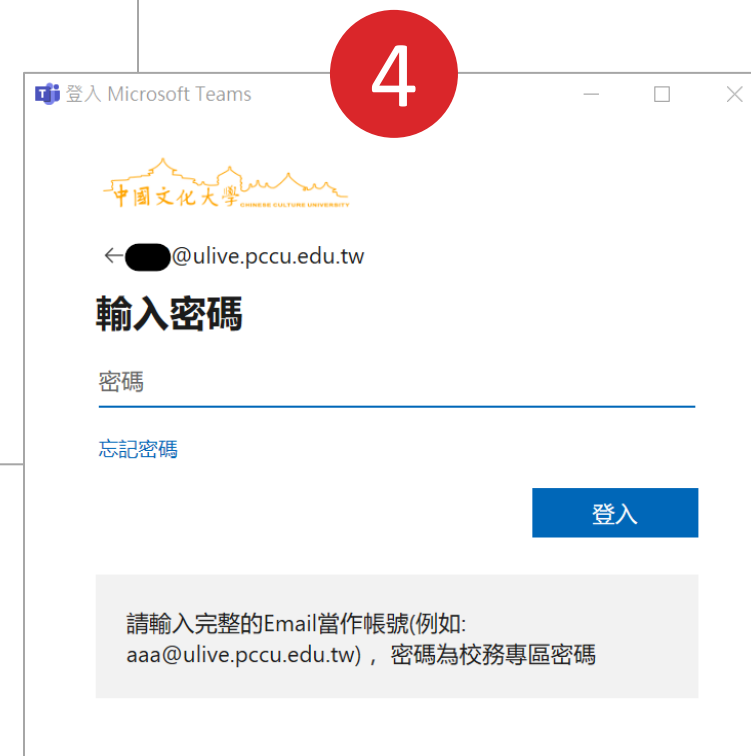 4
登入 Microsoft Teams
中國文化大學
CHINESE CULTURE UNIVERSITY
@ulive.pccu.edu.tw
輸入密碼
密碼
忘記密碼
登入
請輸入完整的Email當作帳號(例如:
aaa@ulive.pccu.edu.tw) ，密碼為校務專區密碼